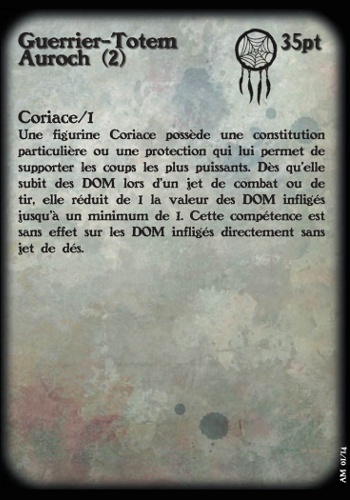 Guerrier-Totem
Auroch (2)
35pt
Coriace/1
Une figurine Coriace possède une constitution
particulière ou une protection qui lui permet de
supporter les coups les plus puissants. Dès qu'elle
subit des DOM lors d'un jet de combat ou de
tir, elle réduit de 1 la valeur des DOM infligés
jusqu'à un minimum de 1. Cette compétence est
sans effet sur les DOM infligés directement sans
jet de dés.
AM 01/14